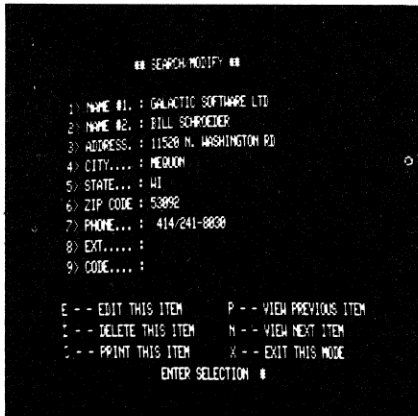 ## SEARCH/MODIFY ##
1) NAME #1. : GALACTIC SOFTWARE LTD
2) NAME #2. : BILL SCHROEDER
3) ADDRESS. : 11520 N. WASHINGTON RD
4) CITY.... : MEQUON
5) STATE... : WI
6) ZIP CODE : 53092
7) PHONE... : 414/241-8030
8) EXT..... :
9) CODE.... :
E - - EDIT THIS ITEM P - - VIEW PREVIOUS ITEM
- - DELETE THIS ITEM N - - VIEW NEXT ITEM
- - PRINT THIS ITEM X - - EXIT THIS MODE
ENTER SELECTION #